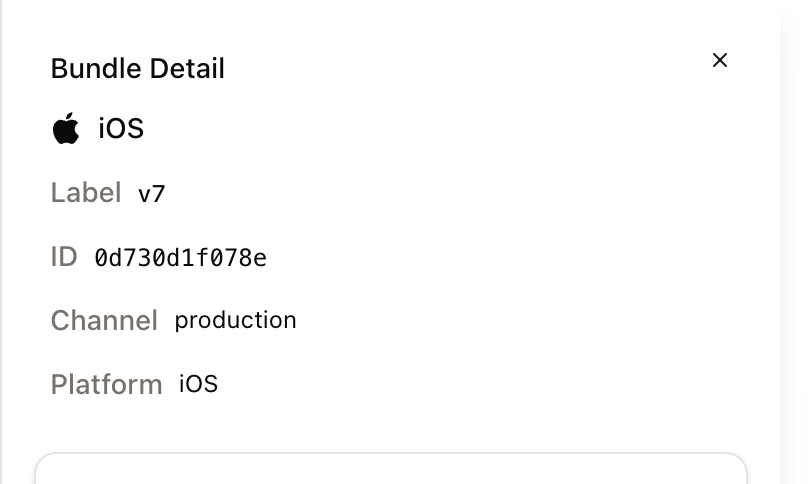 Bundle Detail
iOS
Label v7
ID 0d730d1f078e
Channel production
Platform iOS